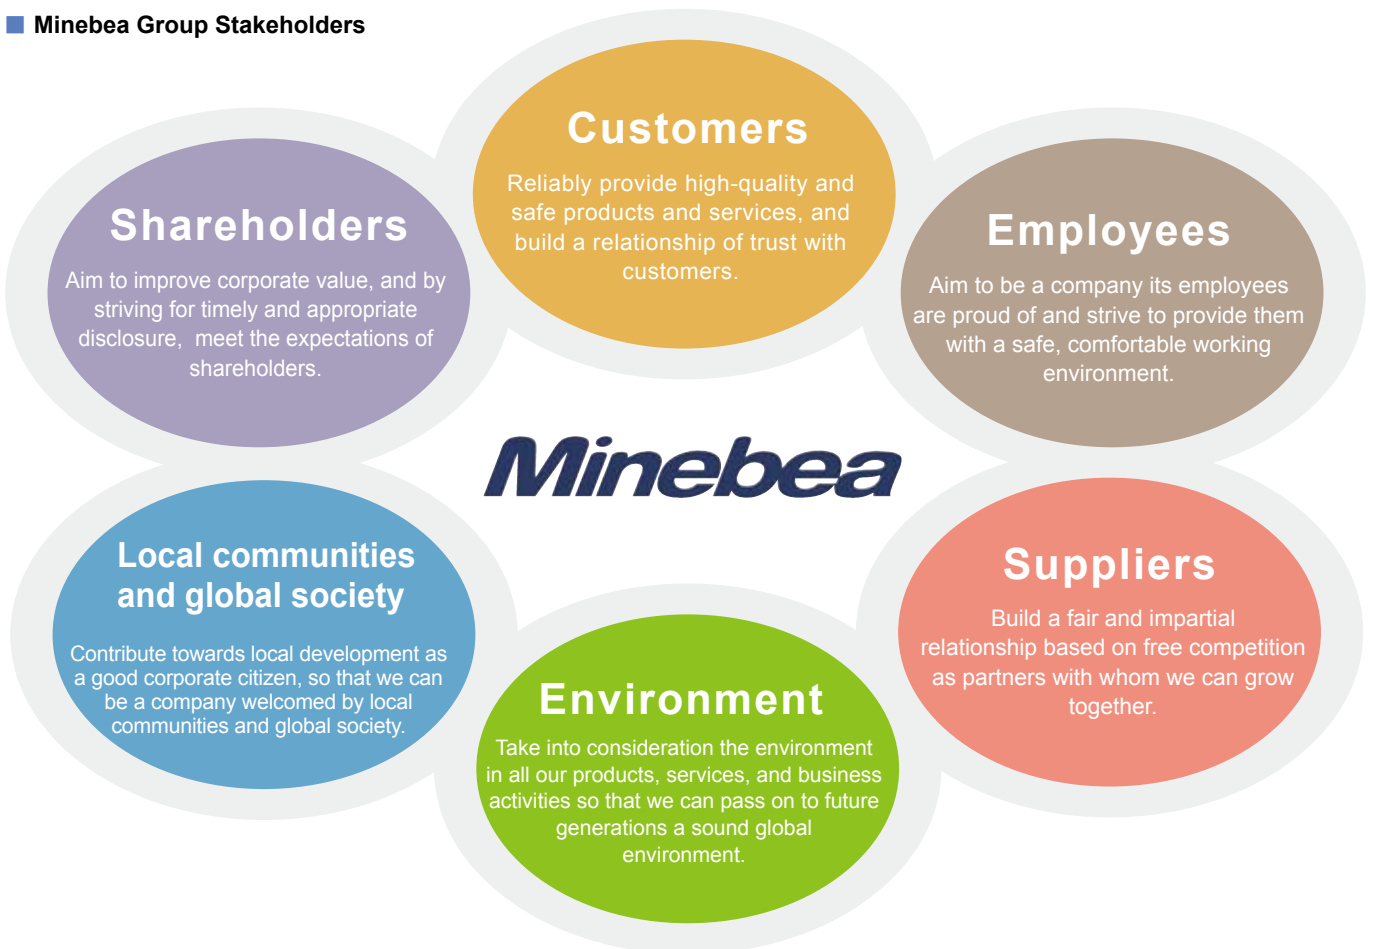 Minebea Group Stakeholders
Customers
Reliably provide high-quality and
safe products and services, and
build a relationship of trust with
customers.
Shareholders
Aim to improve corporate value, and by
striving for timely and appropriate
disclosure,  meet the expectations of
shareholders.
Employees
Aim to be a company its employees
are proud of and strive to provide them
with a safe, comfortable working
environment.
Minebea
Local communities
and global society
Contribute towards local development as
a good corporate citizen, so that we can
be a company welcomed by local
communities and global society.
Suppliers
Build a fair and impartial
relationship based on free competition
as partners with whom we can grow
together.
Environment
Take into consideration the environment
in all our products, services, and business
activities so that we can pass on to future
generations a sound global
environment.